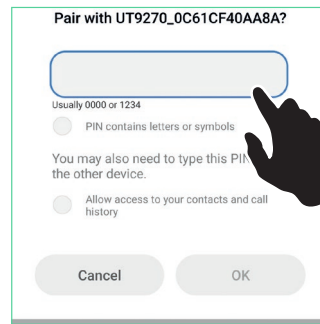 Pair with UT9270_0C61CF40AA8A?
Usually 0000 or 1234
PIN contains letters or symbols
You may also need to type this PIN
the other device.
Allow access to your contacts and call
history
Cancel
OK